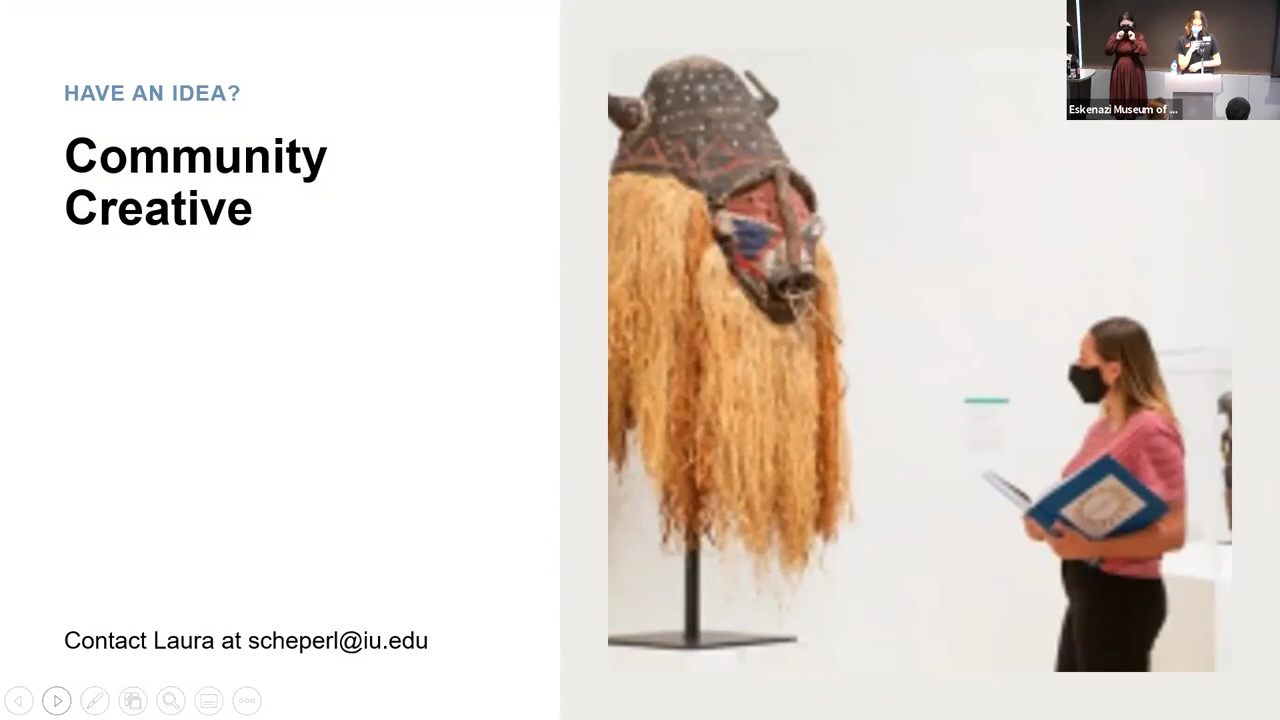 HAVE AN IDEA?
Community
Creative
Contact Laura at scheperl@iu.edu
Eskenazi Museum of ...